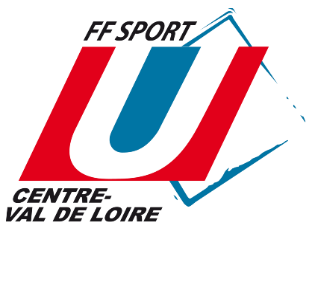 FF SPORT
U
CENTRE-
VAL DE LOIRE